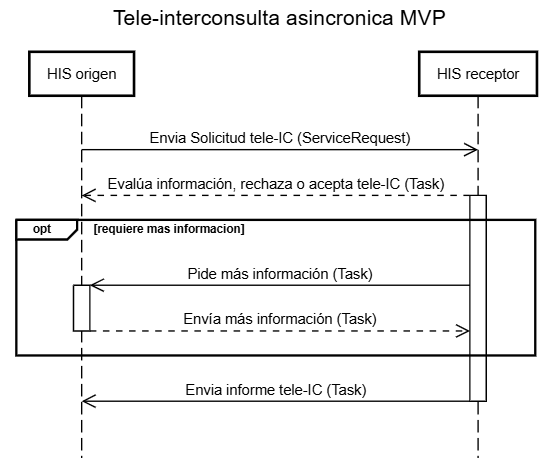 Tele-interconsulta asincronica MVP
HIS origen
HIS receptor
Envia Solicitud tele-IC (ServiceRequest)
Evalúa información, rechaza o acepta tele-IC (Task)
opt
[requiere mas informacion]
Pide más información (Task)
Envía más información (Task)
Envia informe tele-IC (Task)